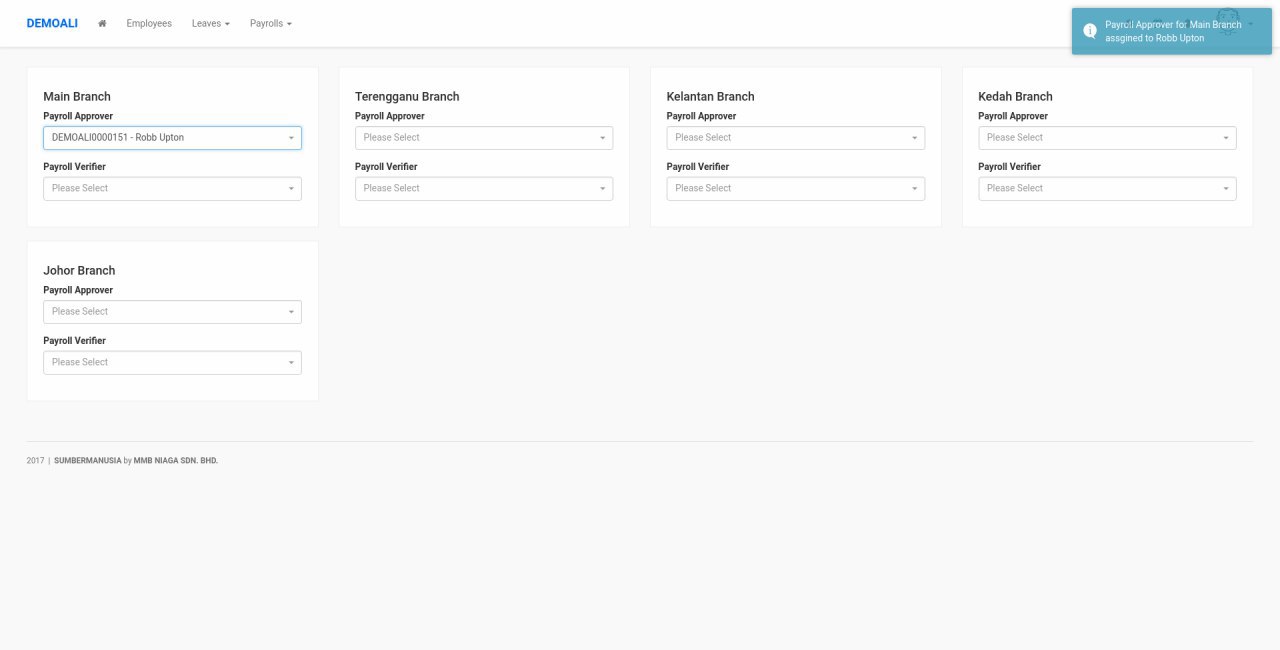 DEMOALI
Employees
Leaves
Payrolls
Payroll Approver for Main Branch
assgined to Robb Upton
Main Branch
Payroll Approver
DEMOALI0000151 - Robb Upton
Payroll Verifier
Please Select
Terengganu Branch
Payroll Approver
Please Select
Payroll Verifier
Please Select
Kelantan Branch
Payroll Approver
Please Select
Payroll Verifier
Please Select
Kedah Branch
Payroll Approver
Please Select
Payroll Verifier
Please Select
Johor Branch
Payroll Approver
Please Select
Payroll Verifier
Please Select
2017 | SUMBERMANUSIA by MMB NIAGA SDN. BHD.